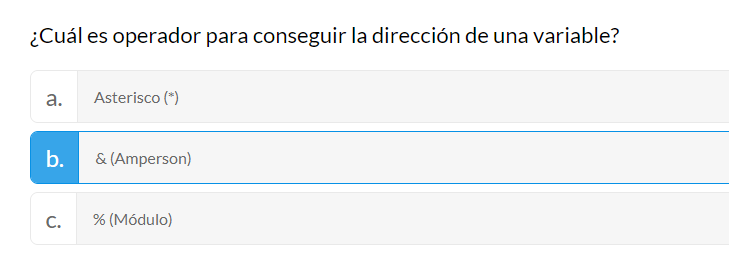 ¿Cuál es operador para conseguir la dirección de una variable?
a. Asterisco (*)
b. & (Amperson)
c. % (Módulo)